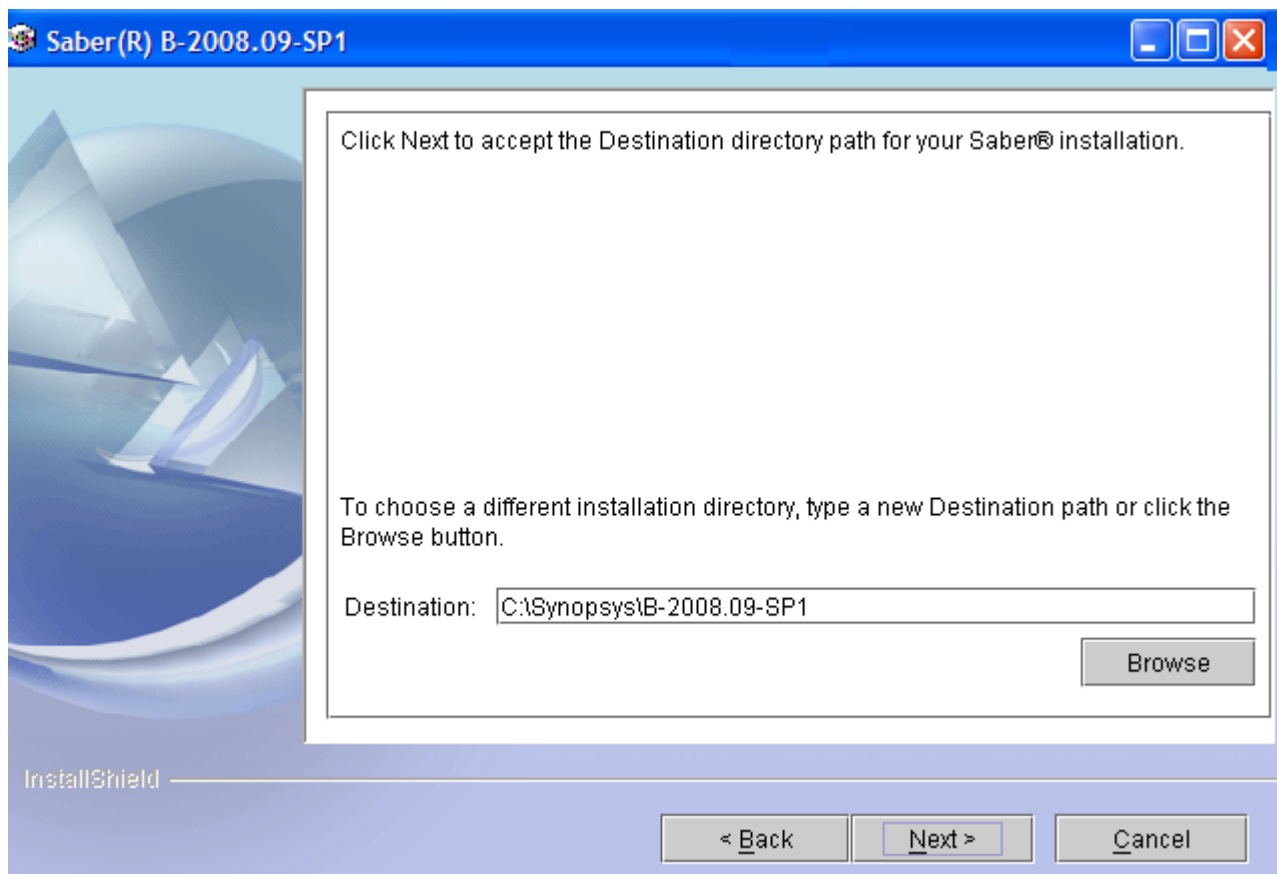 Saber(R) B-2008.09-SP1
Click Next to accept the Destination directory path for your Saber® installation.
To choose a different installation directory, type a new Destination path or click the
Browse button.
Destination: C:\Synopsys\B-2008.09-SP1
Browse
InstallShield
< Back Next > Cancel